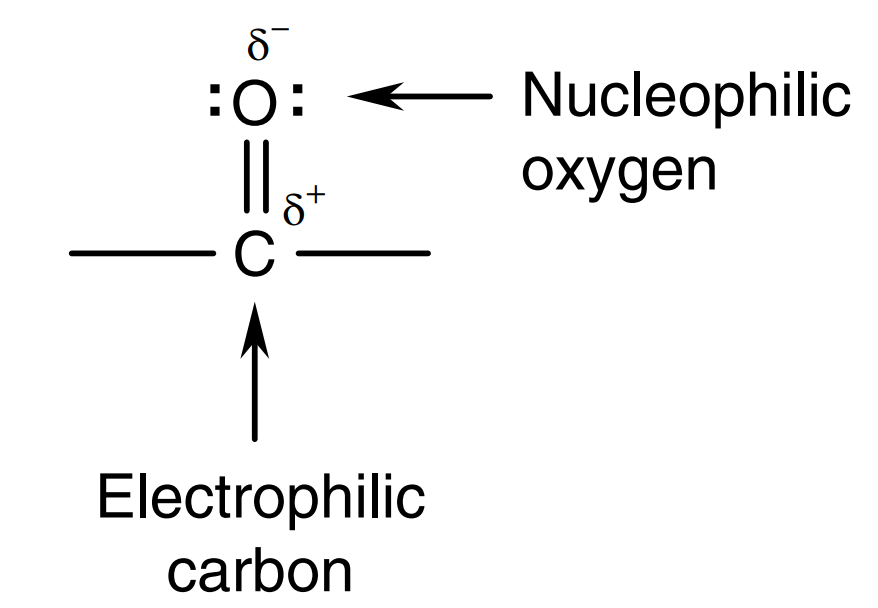 δ⁻
:O:
Nucleophilic
oxygen
δ⁺
C
Electrophilic
carbon